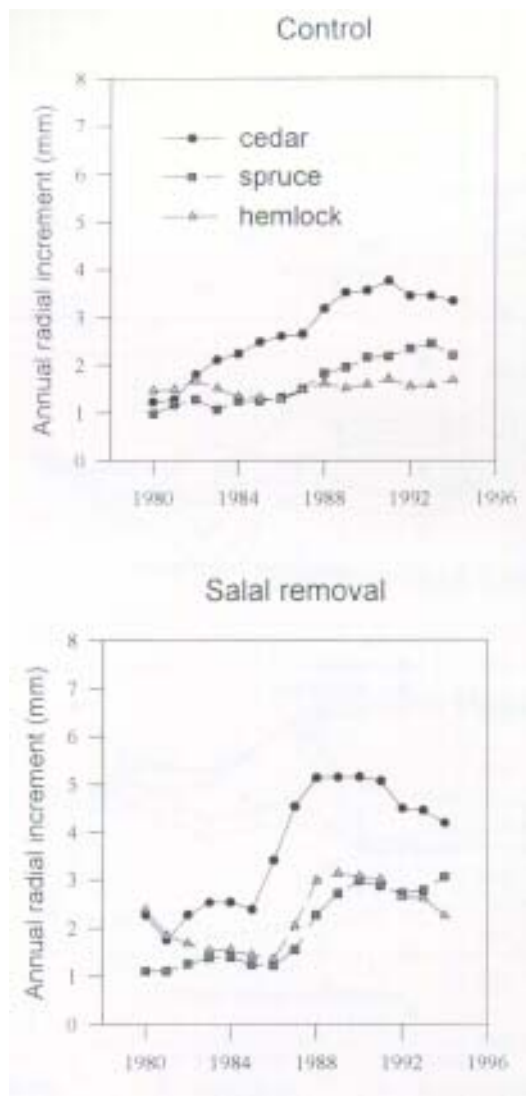 Control
Annual radial increment (mm)
8
7
6
5
4
3
2
1
0
cedar
spruce
hemlock
1980 1984 1988 1992 1996
Salal removal
Annual radial increment (mm)
8
7
6
5
4
3
2
1
0
1980 1984 1988 1992 1996